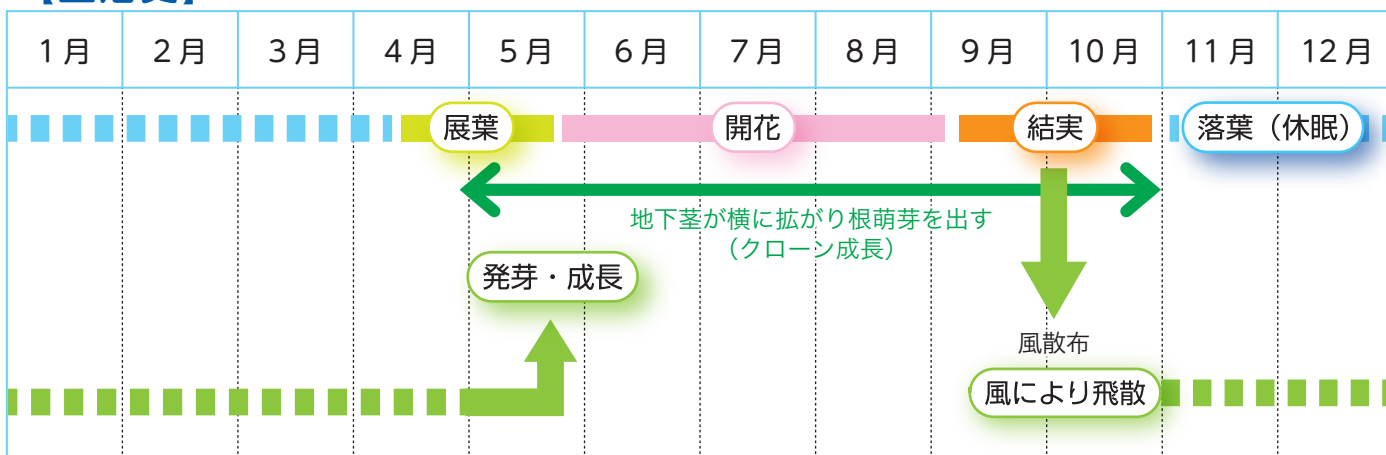 1月 2月 3月 4月 5月 6月 7月 8月 9月 10月 11月 12月
展葉 開花 結実 落葉（休眠）
地下茎が横に拡がり根萌芽を出す
（クローン成長）
発芽・成長
風散布
風により飛散